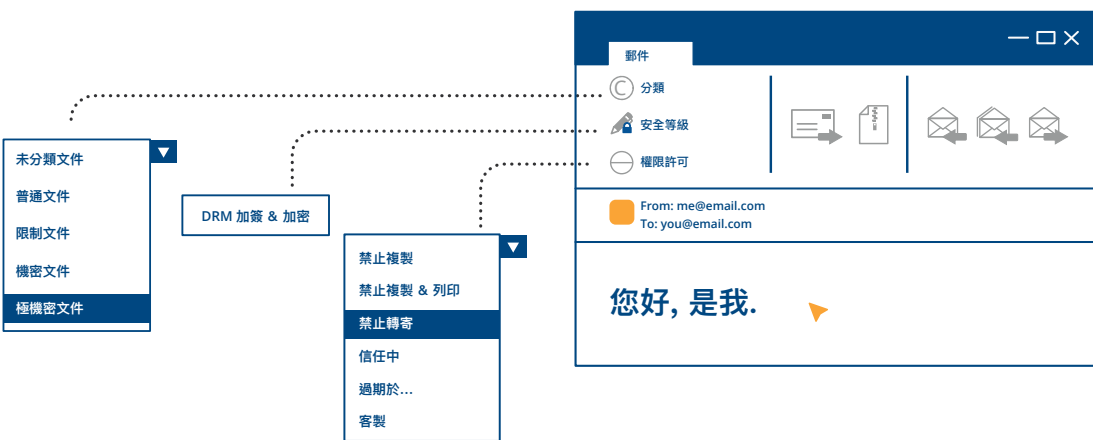 郵件
分類
安全等級
權限許可
From: me@email.com
To: you@email.com
您好, 是我.
未分類文件
普通文件
限制文件
機密文件
極機密文件
DRM 加簽 & 加密
禁止複製
禁止複製 & 列印
禁止轉寄
信任中
過期於...
客製